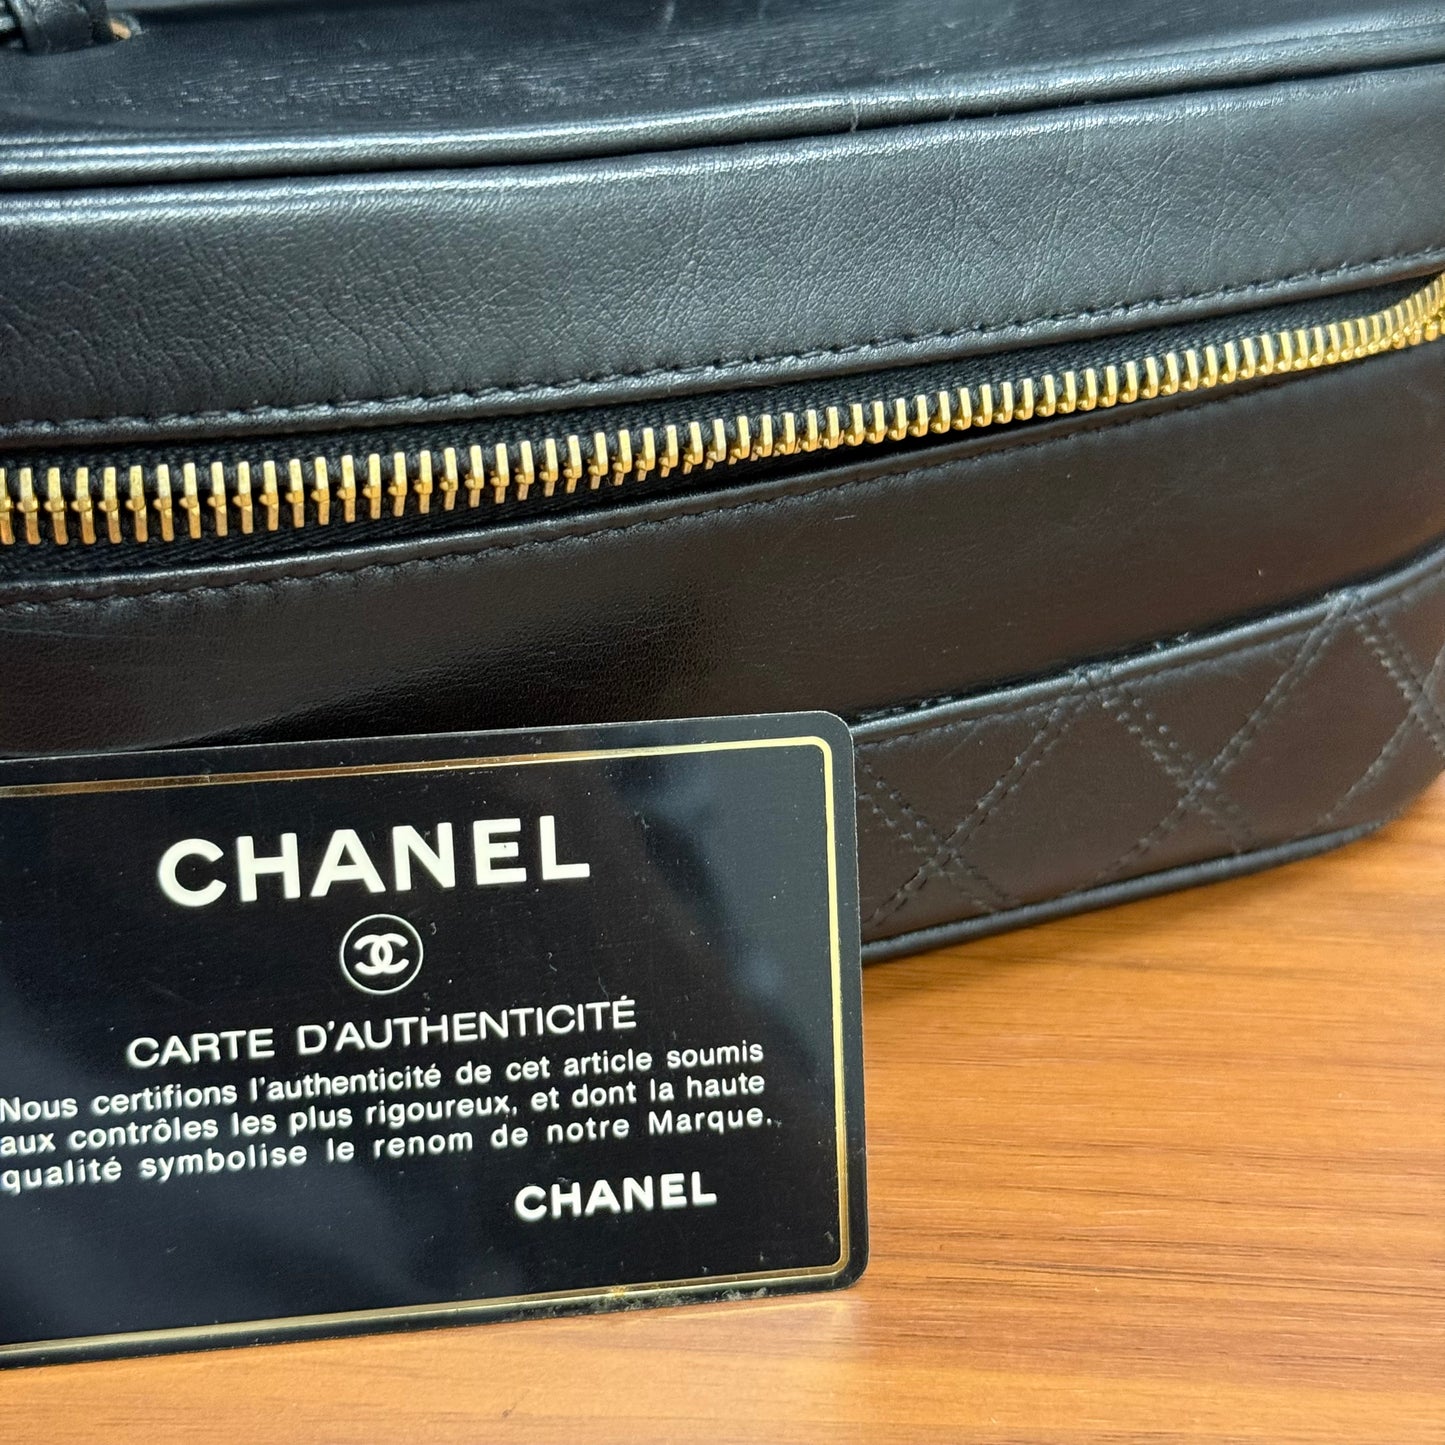 CHANEL
CARTE D'AUTHENTICITÉ
Nous certifions l'authenticité de cet article soumis
aux contrôles les plus rigoureux, et dont la haute
qualité symbolise le renom de notre Marque.
CHANEL